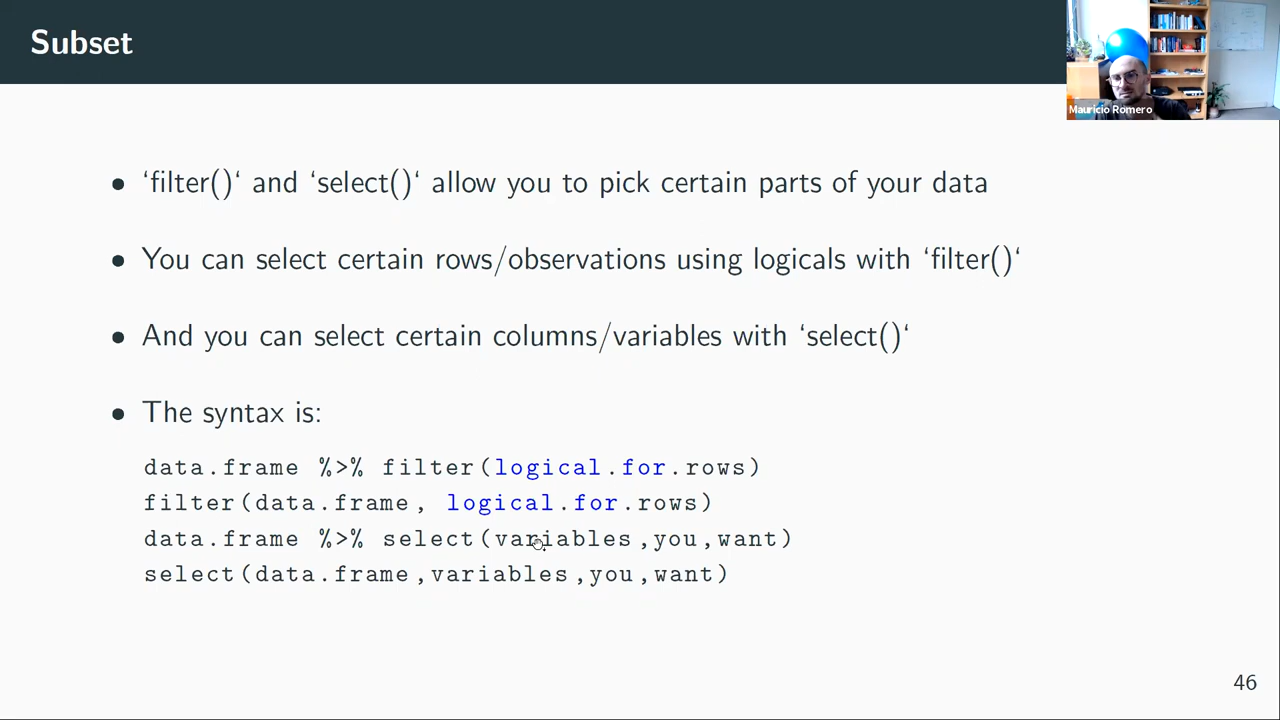 Subset
Mauricio Romero
• ‘filter()‘ and ‘select()‘ allow you to pick certain parts of your data
• You can select certain rows/observations using logicals with ‘filter()‘
• And you can select certain columns/variables with ‘select()‘
• The syntax is:
data.frame %>% filter(logical.for.rows)
filter(data.frame, logical.for.rows)
data.frame %>% select(variables,you,want)
select(data.frame,variables,you,want)
46